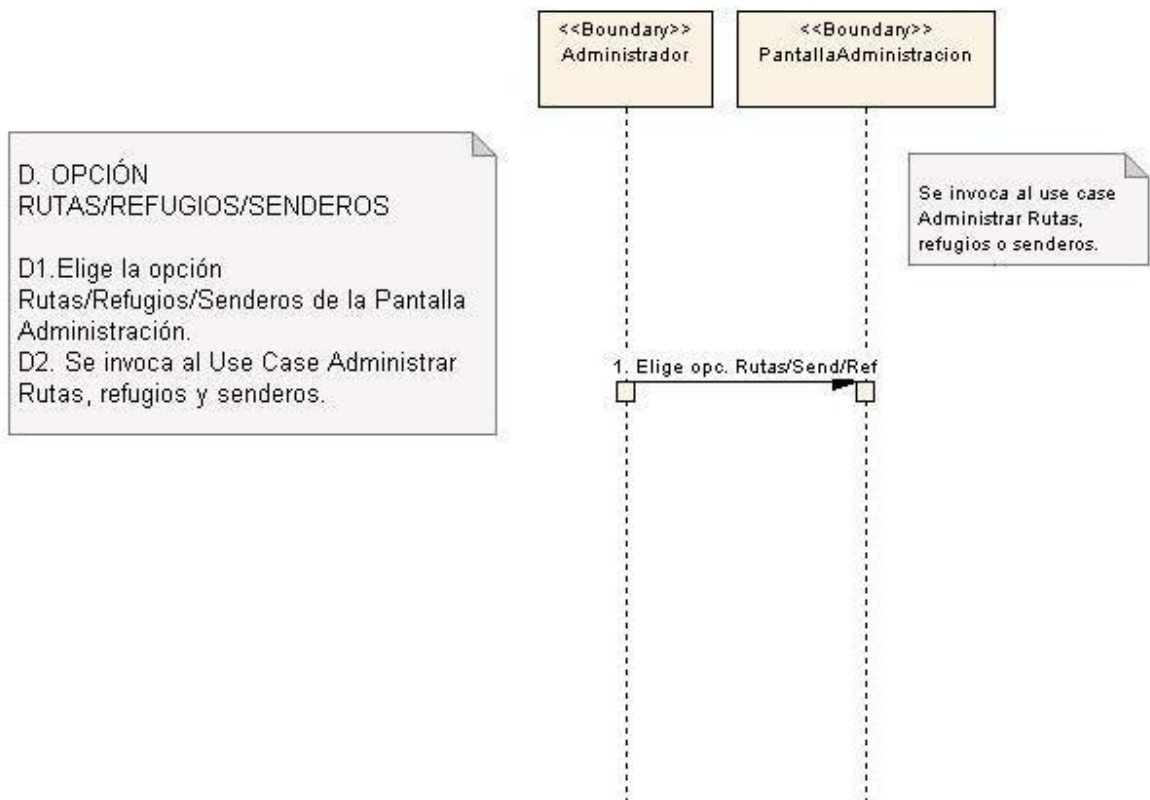 <<Boundary>>
Administrador
<<Boundary>>
PantallaAdministracion
D. OPCIÓN
RUTAS/REFUGIOS/SENDEROS
D1.Elige la opción
Rutas/Refugios/Senderos de la Pantalla
Administración.
D2. Se invoca al Use Case Administrar
Rutas, refugios y senderos.
Se invoca al use case
Administrar Rutas,
refugios o senderos.
1. Elige opc. Rutas/Send/Ref